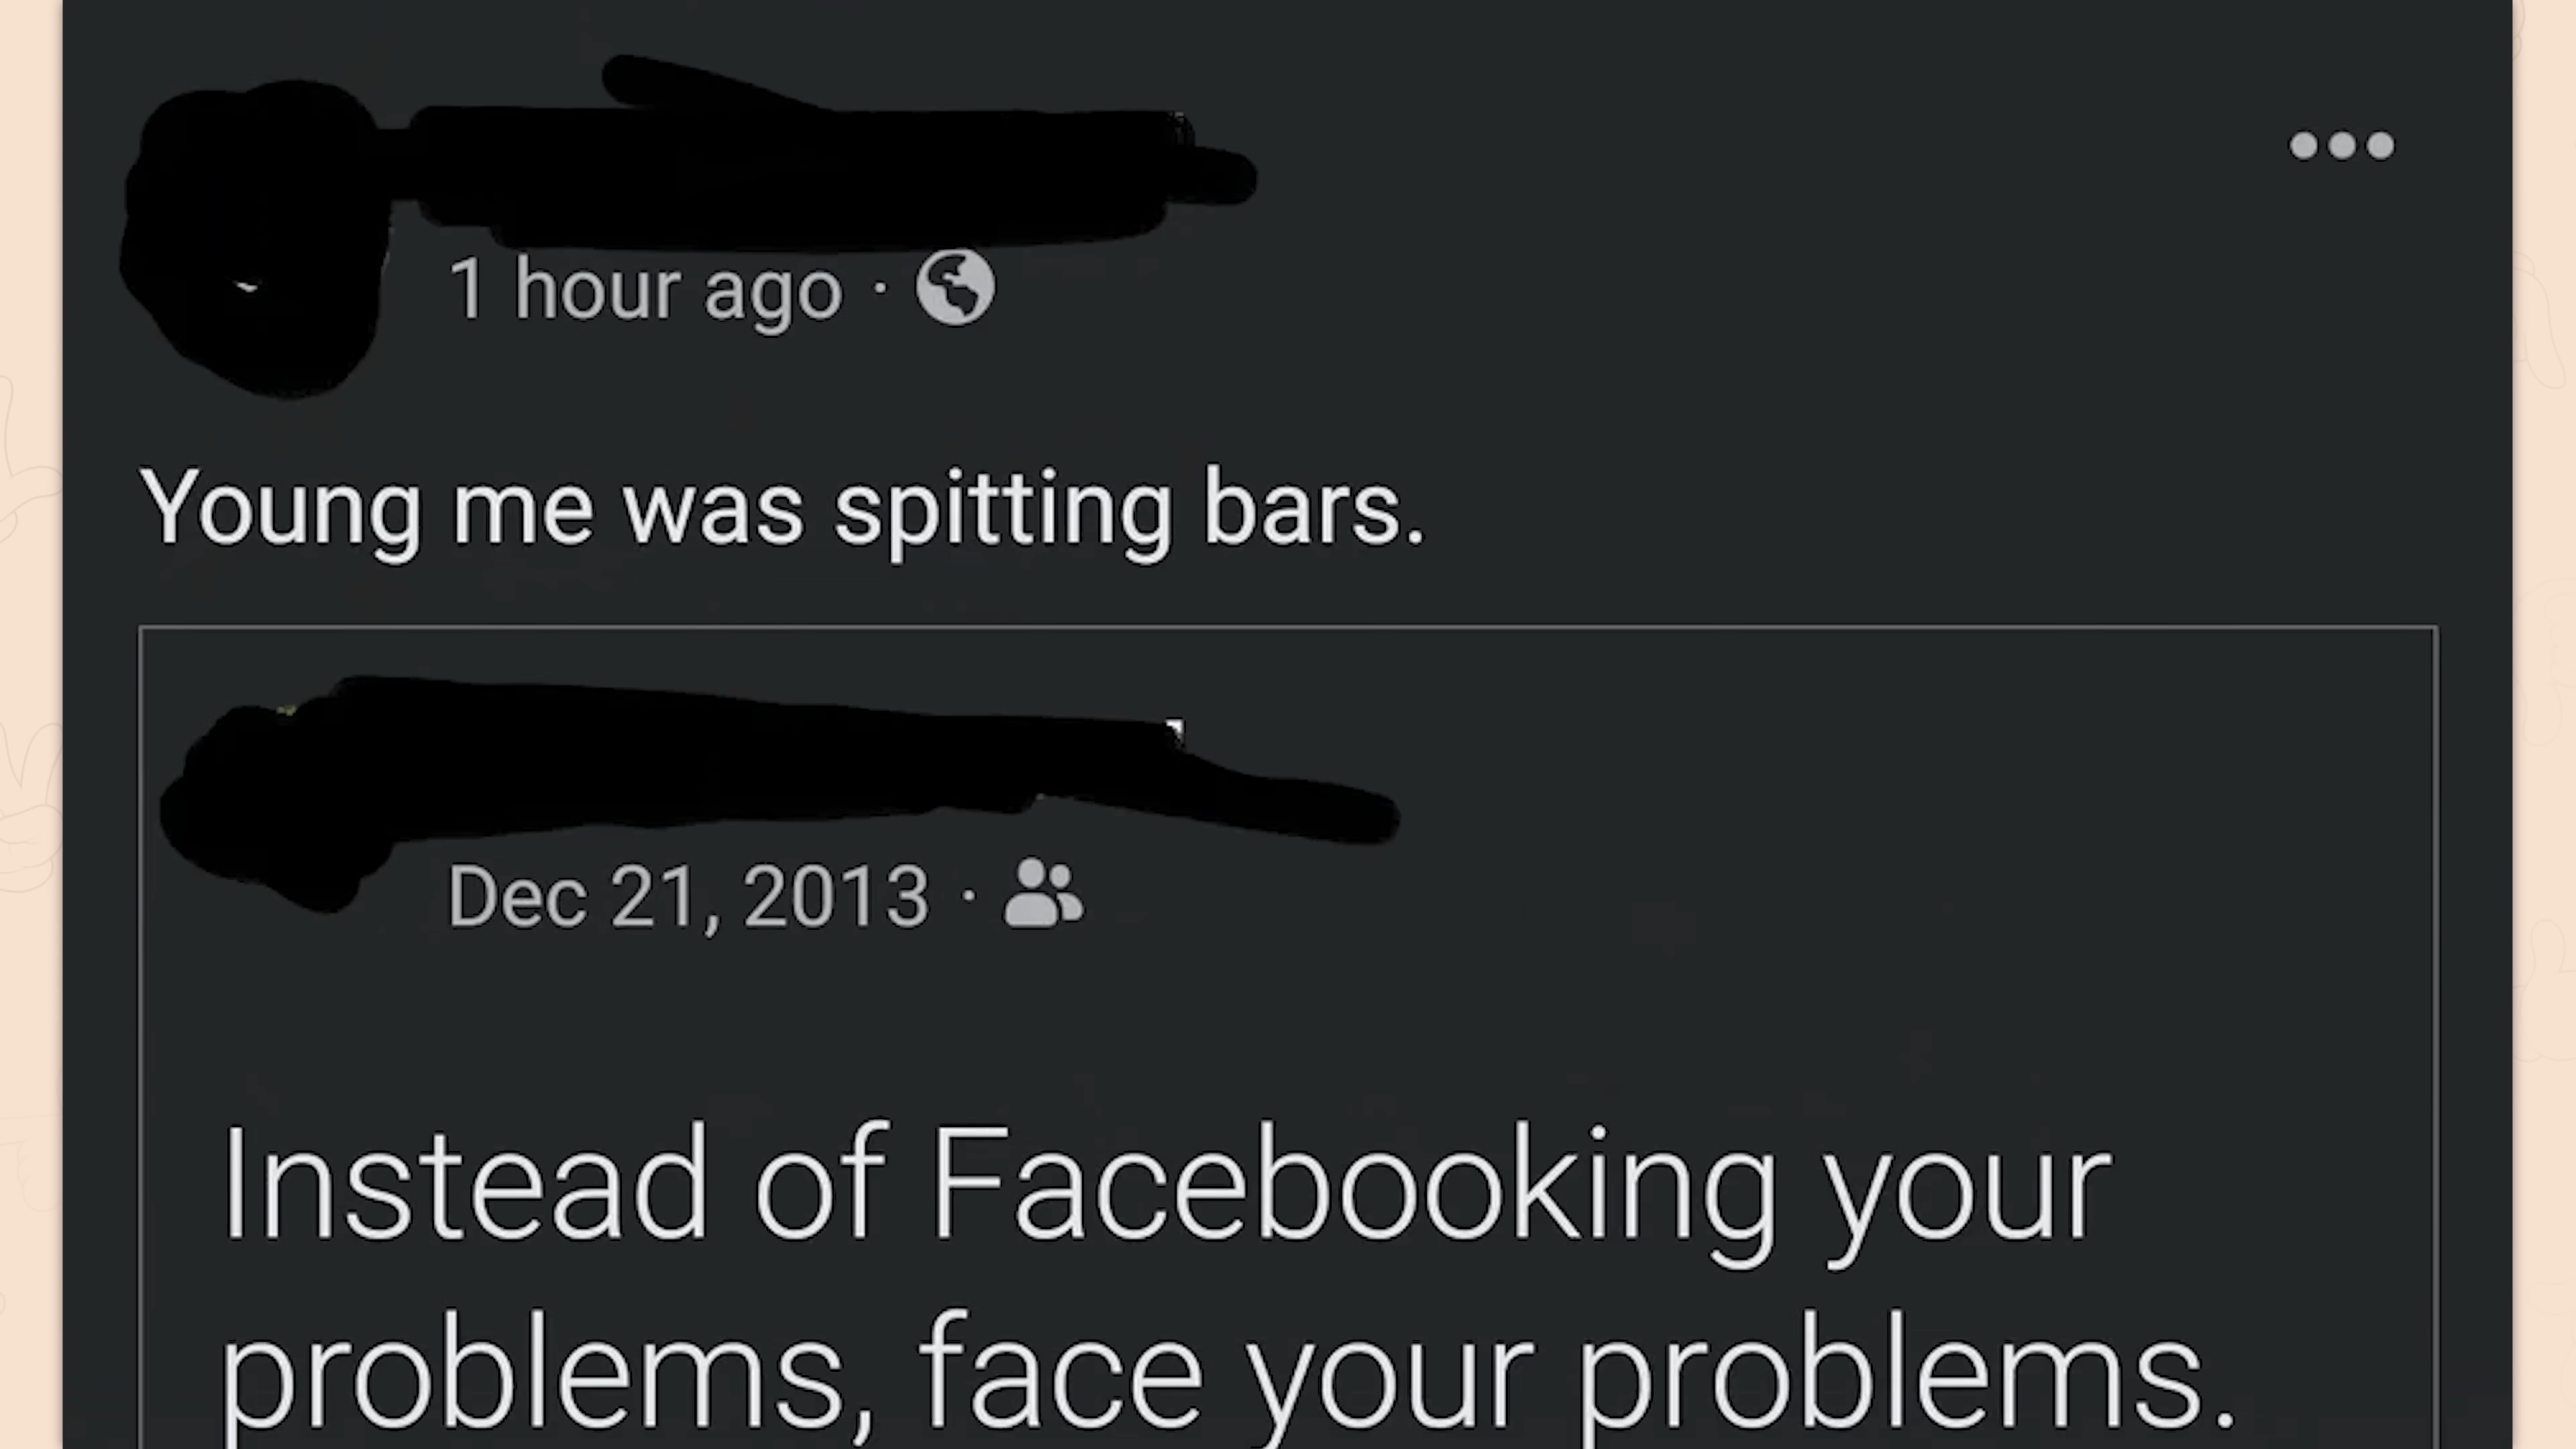 1 hour ago ·
Young me was spitting bars.
Dec 21, 2013 ·
Instead of Facebooking your
problems, face your problems.